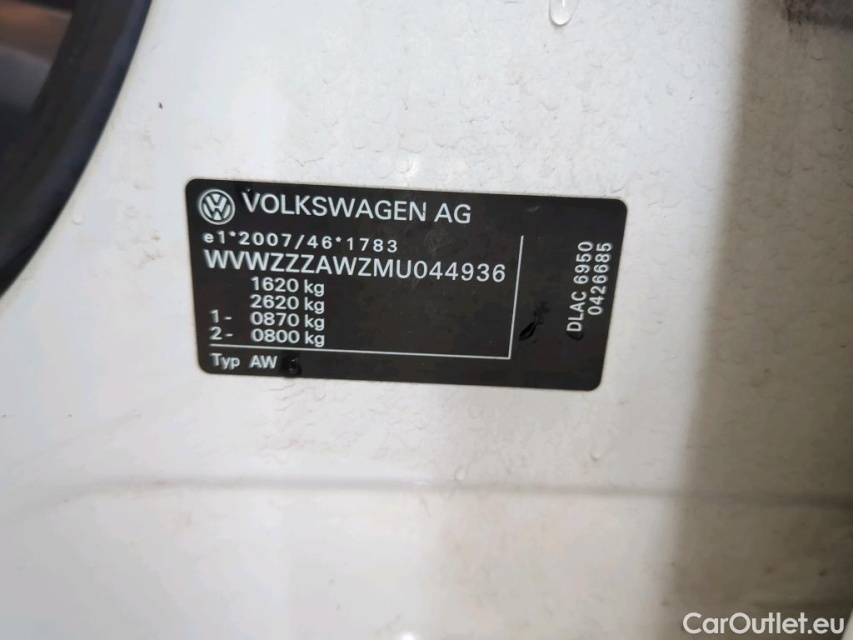 VOLKSWAGEN AG
e1*2007/46*1783
WVWZZZAWZMU044936
1620 kg
2620 kg
1- 0870 kg
2- 0800 kg
Typ AW
DLAC 6950
0426685
CarOutlet.eu